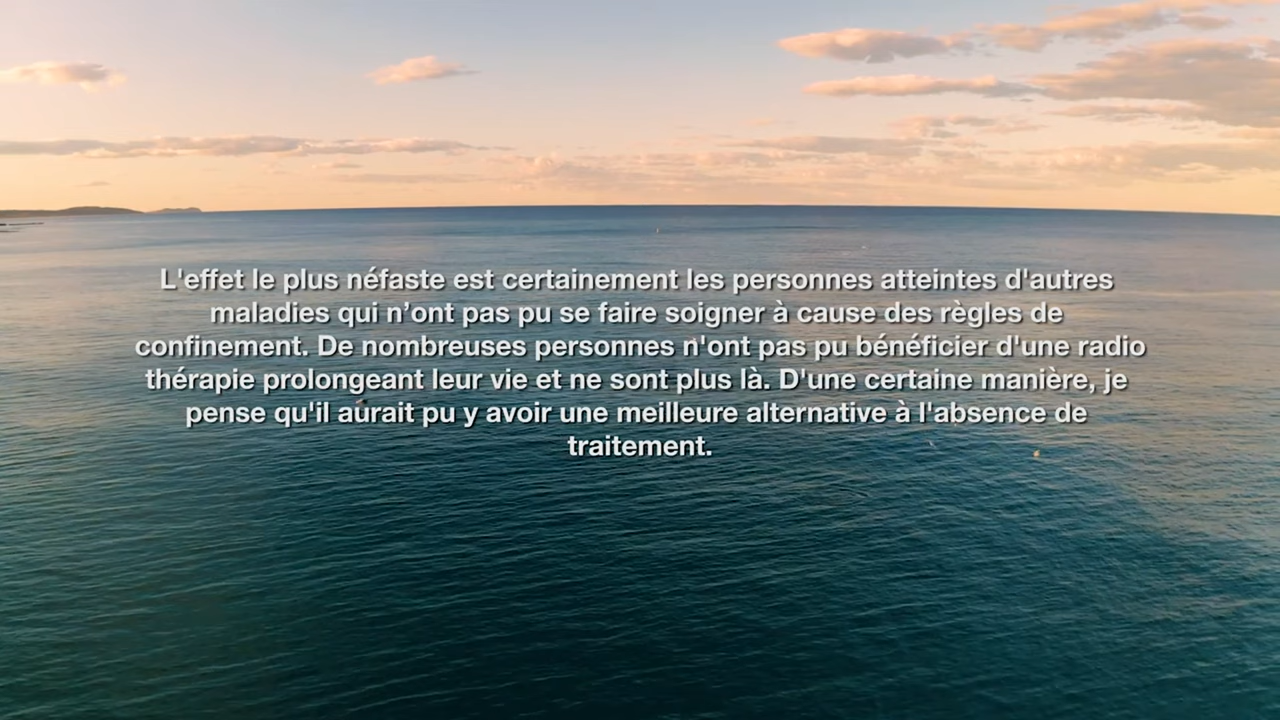 L'effet le plus néfaste est certainement les personnes atteintes d'autres
maladies qui n’ont pas pu se faire soigner à cause des règles de
confinement. De nombreuses personnes n'ont pas pu bénéficier d'une radio
thérapie prolongeant leur vie et ne sont plus là. D'une certaine manière, je
pense qu'il aurait pu y avoir une meilleure alternative à l'absence de
traitement.